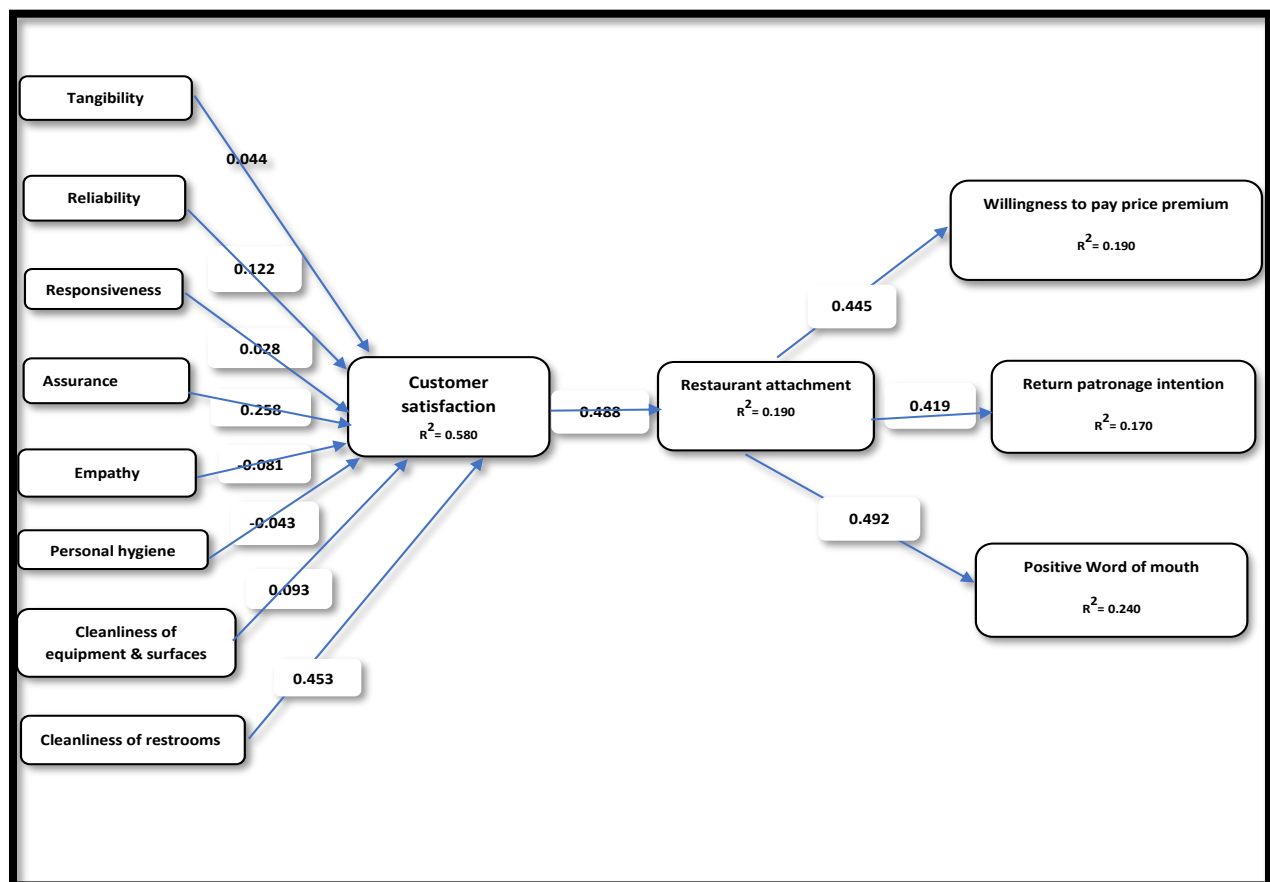 Tangibility
0.044
Reliability
0.122
Responsiveness
0.028
Assurance
0.258
Empathy
-0.081
Personal hygiene
-0.043
Cleanliness of
equipment & surfaces
0.093
Cleanliness of restrooms
0.453
Customer
satisfaction
R²= 0.580
0.488
Restaurant attachment
R²= 0.190
0.445
Willingness to pay price premium
R²= 0.190
0.419
Return patronage intention
R²= 0.170
0.492
Positive Word of mouth
R²= 0.240